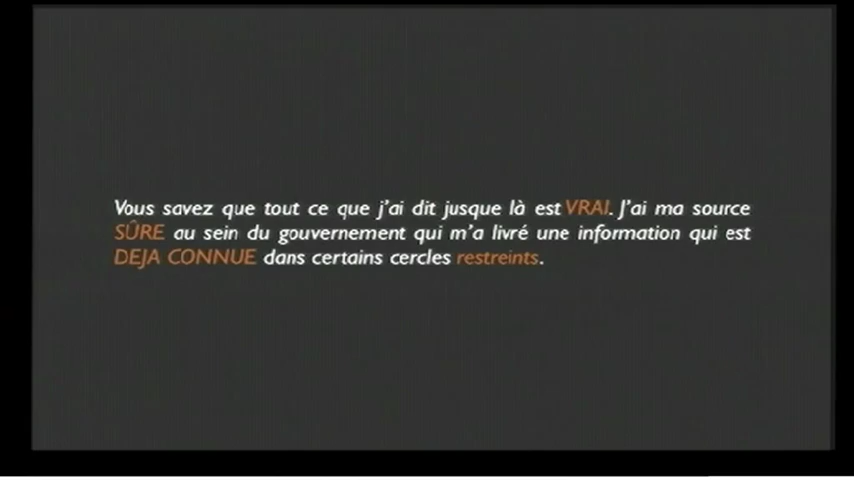 Vous savez que tout ce que j'ai dit jusque là est VRAI. J'ai ma source
SÛRE au sein du gouvernement qui m'a livré une information qui est
DEJA CONNUE dans certains cercles restreints.